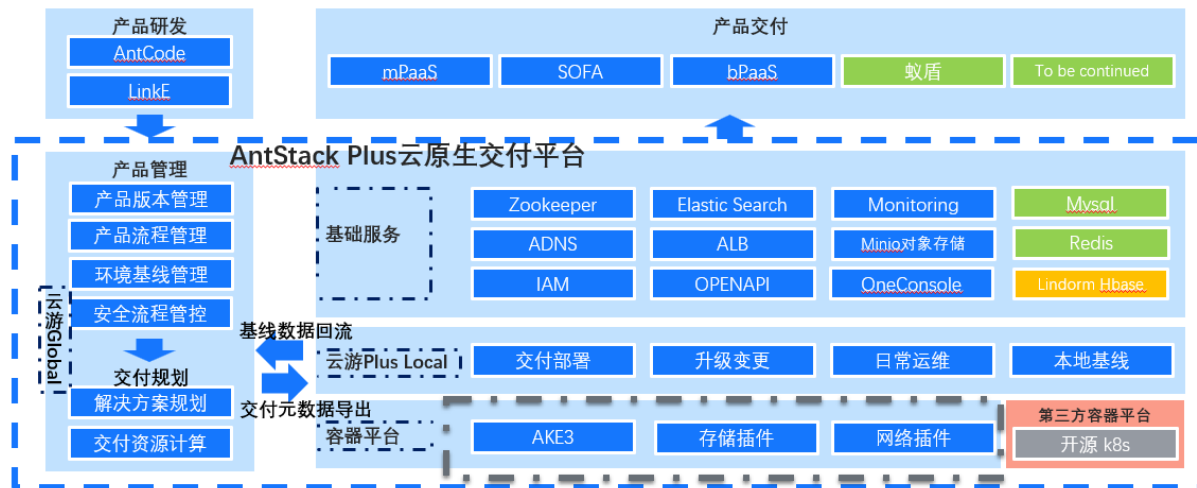 产品研发
AntCode
LinkE
产品交付
mPaaS
SOFA
bPaaS
蚁盾
To be continued
AntStack Plus云原生交付平台
产品管理
产品版本管理
产品流程管理
环境基线管理
安全流程管控
云游Global
交付规划
解决方案规划
交付资源计算
基线数据回流
交付元数据导出
基础服务
Zookeeper
Elastic Search
Monitoring
Mysql
ADNS
ALB
Minio对象存储
Redis
IAM
OPENAPI
OneConsole
Lindorm Hbase
云游Plus Local
交付部署
升级变更
日常运维
本地基线
容器平台
AKE3
存储插件
网络插件
第三方容器平台
开源 k8s